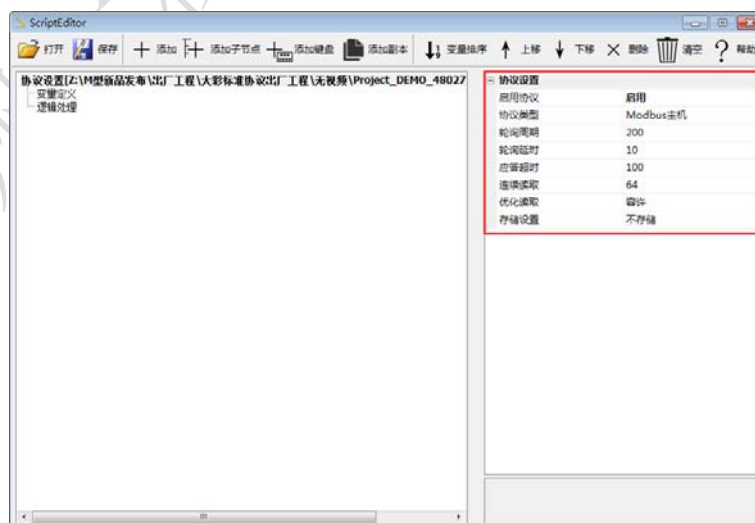 ScriptEditor
打开 保存 添加 添加子节点 添加键盘 添加副本 变量排序 上移 下移 删除 清空 帮助
协议设置[Z:\M型新品发布\出厂工程\大彩标准协议出厂工程\无视频\Project_DEMO_48027
变量定义
逻辑处理
协议设置
启用协议 启用
协议类型 Modbus主机
轮询周期 200
轮询延时 10
应答超时 100
连续读取 64
优化读取 容许
存储设置 不存储